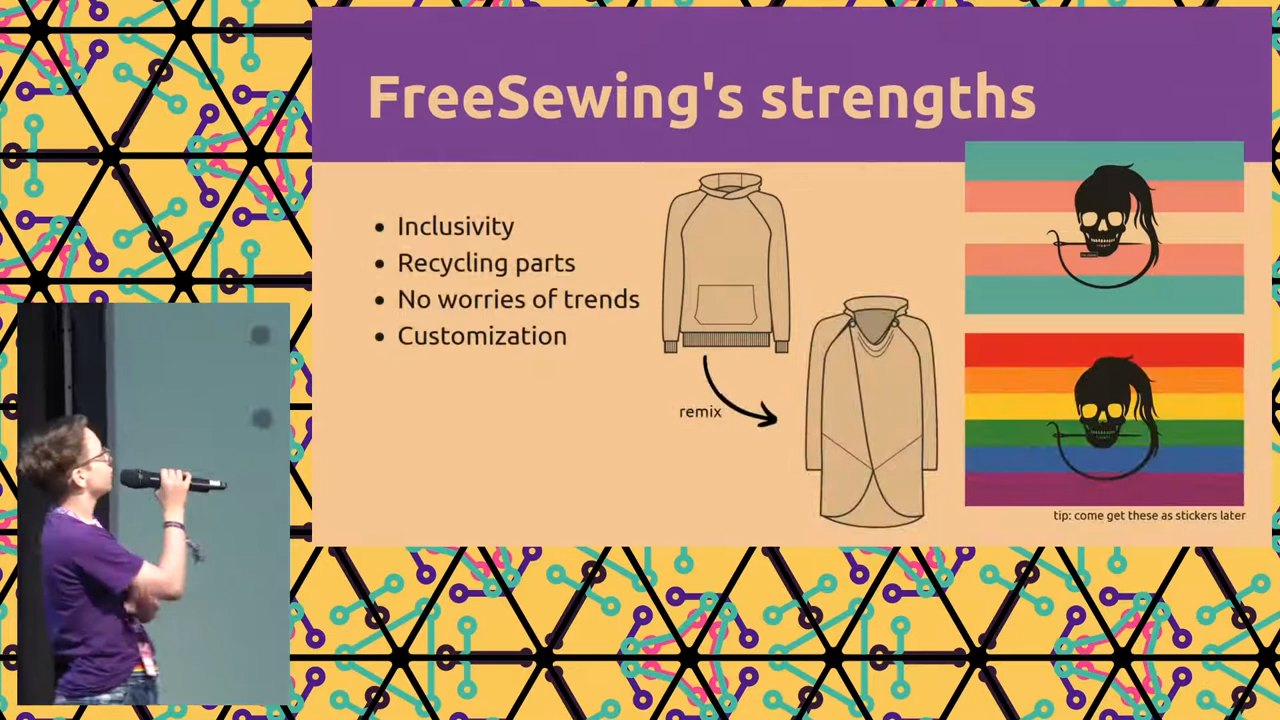 FreeSewing's strengths
• Inclusivity
• Recycling parts
• No worries of trends
• Customization
remix
tip: come get these as stickers later